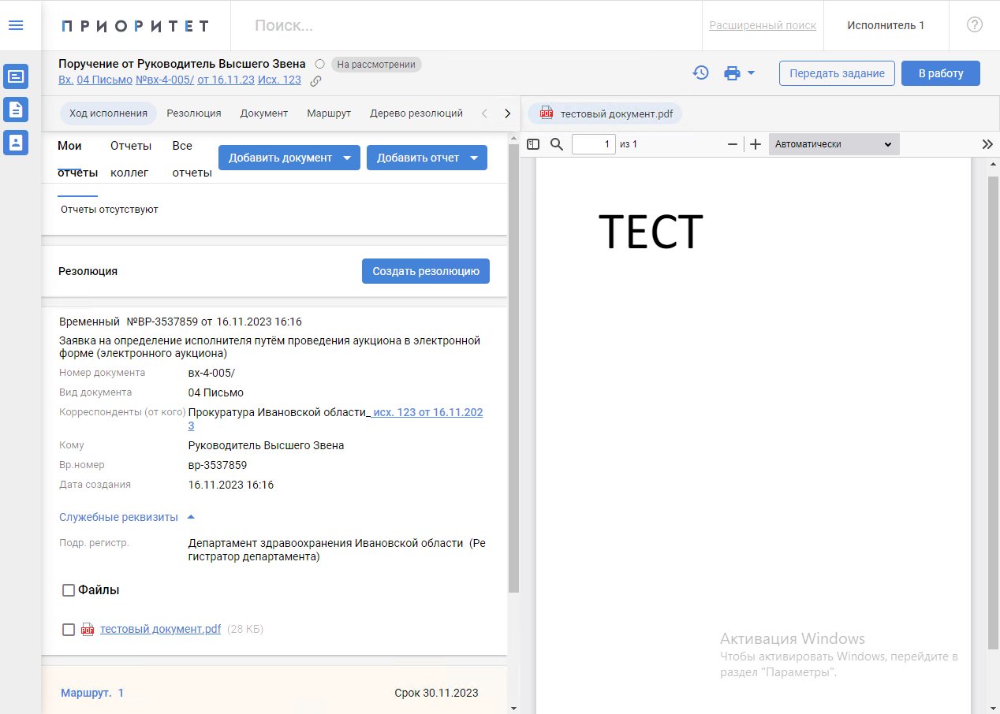 ПРИОРИТЕТ
Поиск...
Расширенный поиск
Исполнитель 1
?
Поручение от Руководитель Высшего Звена
На рассмотрении
Вх. 04 Письмо №вх-4-005/ от 16.11.23 Исх. 123
Передать задание
В работу
Ход исполнения
Резолюция
Документ
Маршрут
Дерево резолюций
PDF тестовый документ.pdf
1 из 1
Автоматически
Мои отчеты
Отчеты коллег
Все отчеты
Добавить документ
Добавить отчет
Отчеты отсутствуют
Резолюция
Создать резолюцию
Временный №ВР-3537859 от 16.11.2023 16:16
Заявка на определение исполнителя путём проведения аукциона в электронной
форме (электронного аукциона)
Номер документа вх-4-005/
Вид документа 04 Письмо
Корреспонденты (от кого) Прокуратура Ивановской области_ исх. 123 от 16.11.202
3
Кому Руководитель Высшего Звена
Вр.номер вр-3537859
Дата создания 16.11.2023 16:16
Служебные реквизиты
Подр. регистр. Департамент здравоохранения Ивановской области (Ре
гистратор департамента)
Файлы
PDF тестовый документ.pdf (28 КБ)
Маршрут. 1
Срок 30.11.2023
ТЕСТ
Активация Windows
Чтобы активировать Windows, перейдите в
раздел "Параметры".